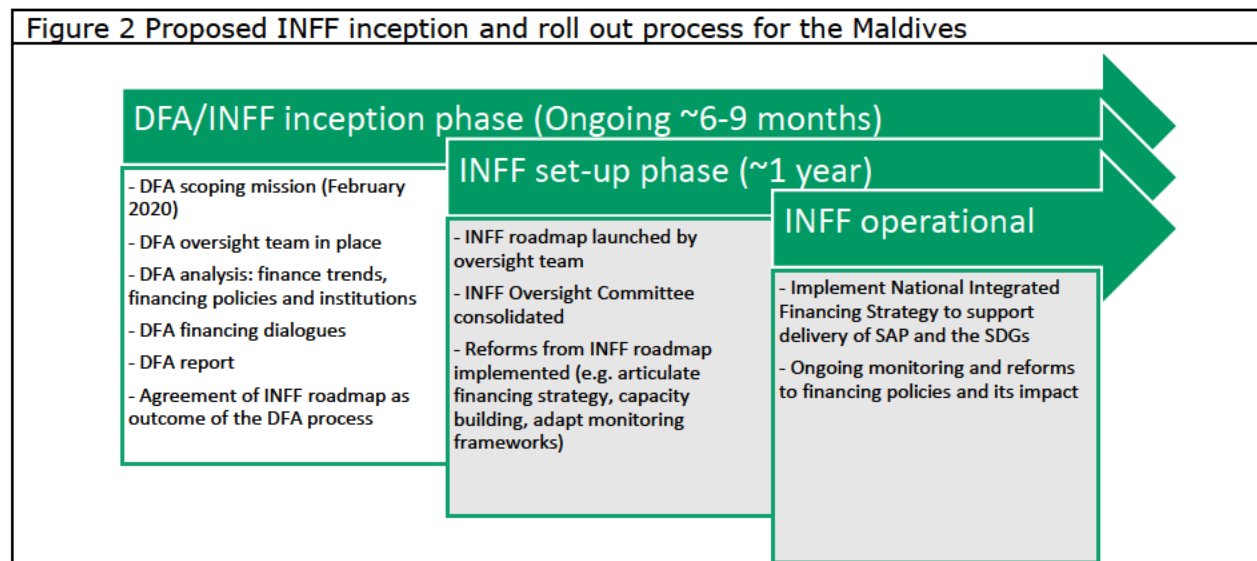 Figure 2 Proposed INFF inception and roll out process for the Maldives
DFA/INFF inception phase (Ongoing ~6-9 months)
- DFA scoping mission (February
2020)
- DFA oversight team in place
- DFA analysis: finance trends,
financing policies and institutions
- DFA financing dialogues
- DFA report
- Agreement of INFF roadmap as
outcome of the DFA process
INFF set-up phase (~1 year)
- INFF roadmap launched by
oversight team
- INFF Oversight Committee
consolidated
- Reforms from INFF roadmap
implemented (e.g. articulate
financing strategy, capacity
building, adapt monitoring
frameworks)
INFF operational
- Implement National Integrated
Financing Strategy to support
delivery of SAP and the SDGs
- Ongoing monitoring and reforms
to financing policies and its impact